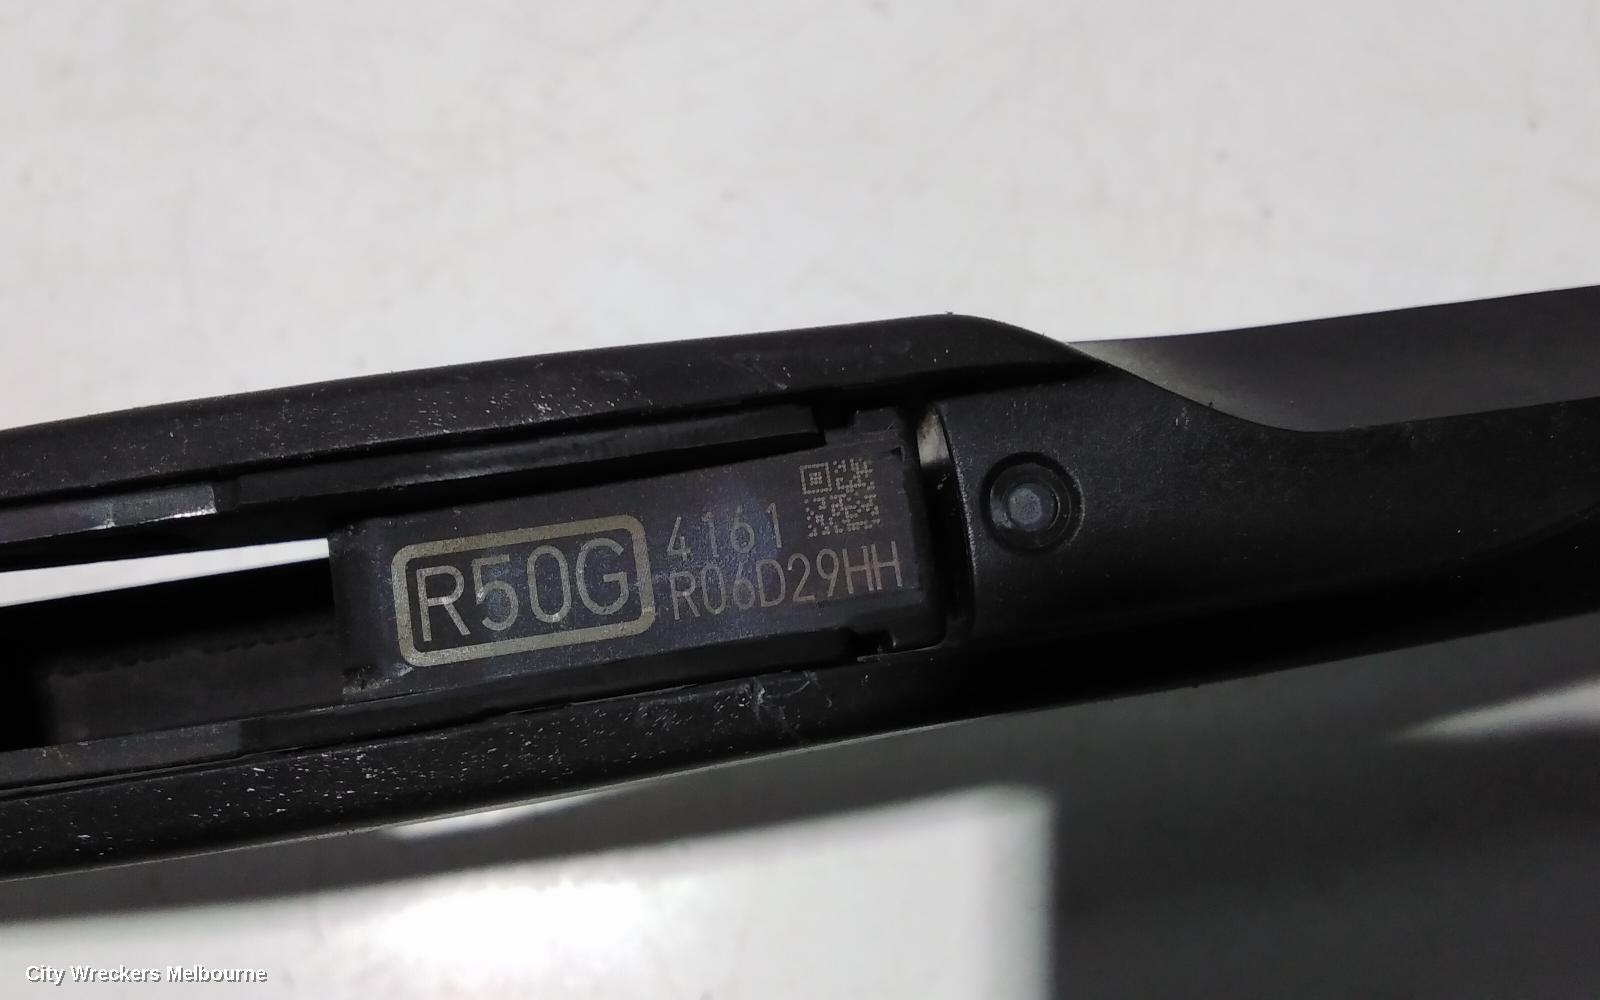 R50G
4161
R06D29HH
City Wreckers Melbourne